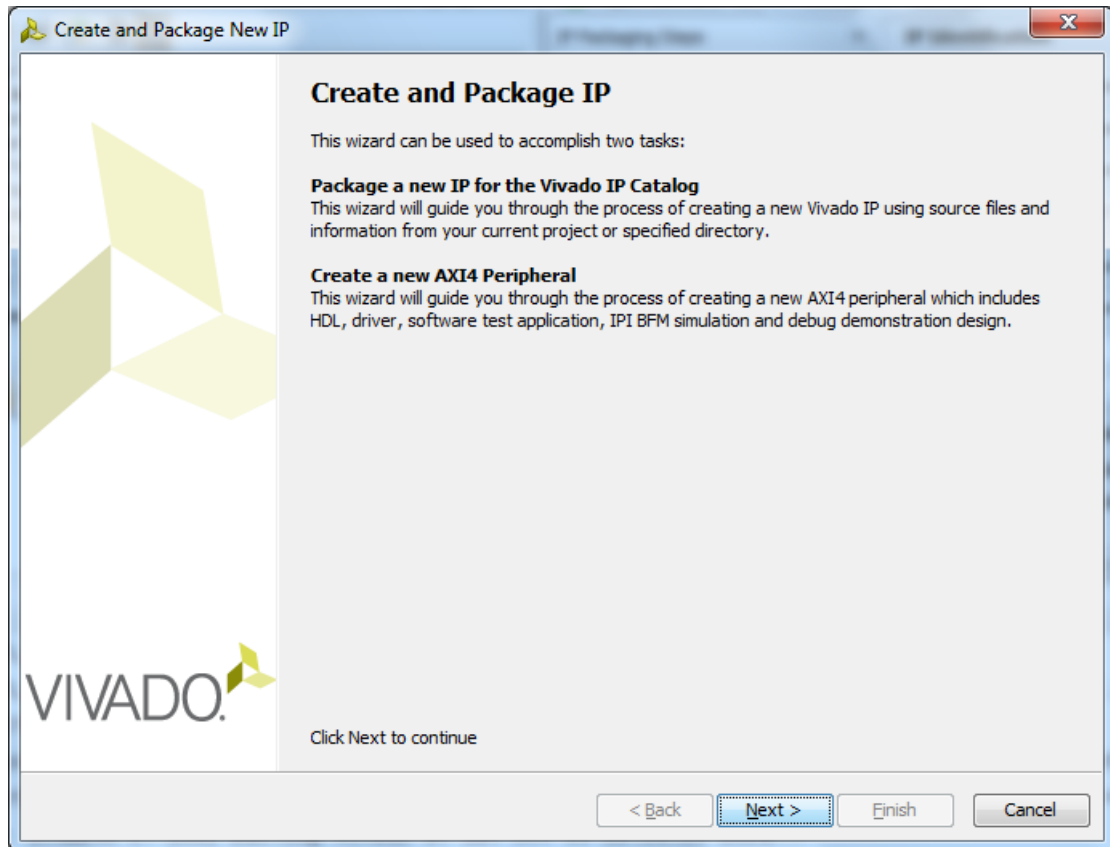 Create and Package New IP
Create and Package IP
This wizard can be used to accomplish two tasks:
Package a new IP for the Vivado IP Catalog
This wizard will guide you through the process of creating a new Vivado IP using source files and
information from your current project or specified directory.
Create a new AXI4 Peripheral
This wizard will guide you through the process of creating a new AXI4 peripheral which includes
HDL, driver, software test application, IPI BFM simulation and debug demonstration design.
VIVADO.
Click Next to continue
< Back Next > Finish Cancel